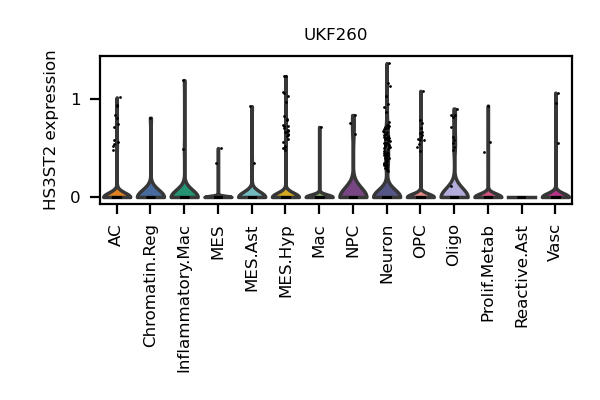 UKF260
HS3ST2 expression
1
0
AC
Chromatin.Reg
Inflammatory.Mac
MES
MES.Ast
MES.Hyp
Mac
NPC
Neuron
OPC
Oligo
Prolif.Metab
Reactive.Ast
Vasc